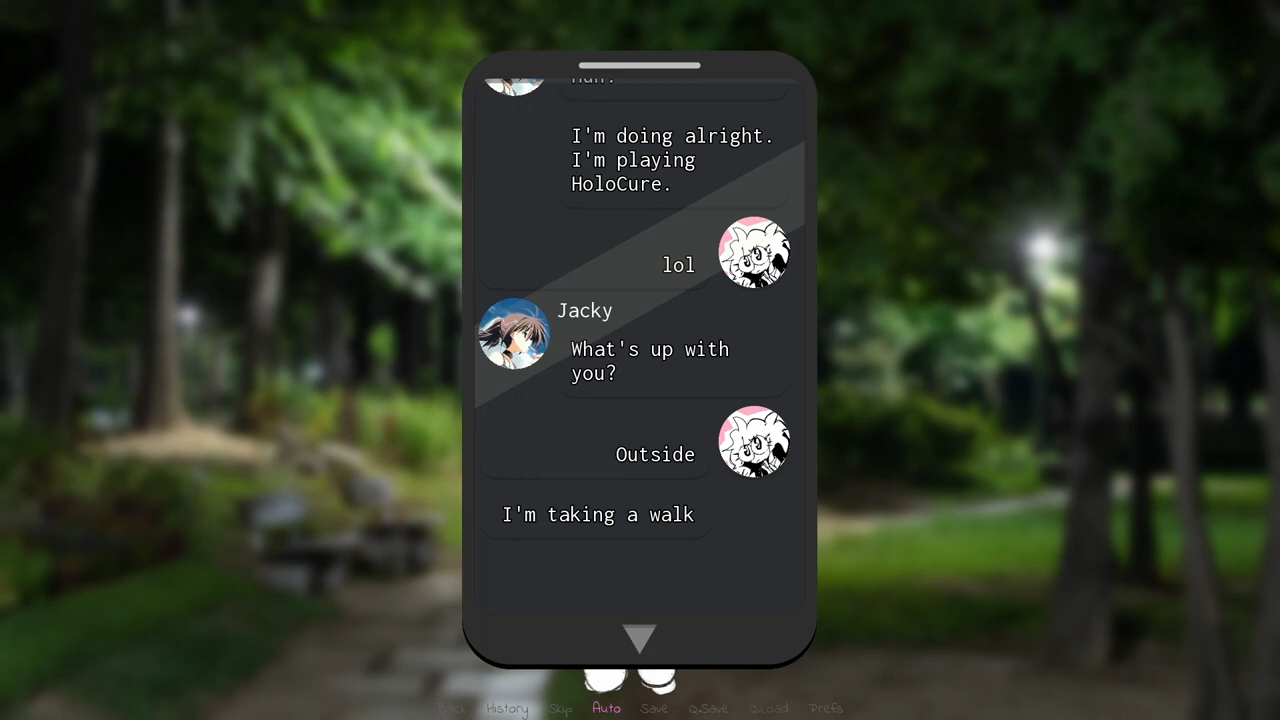 I'm doing alright.
I'm playing
HoloCure.
lol
Jacky
What's up with
you?
Outside
I'm taking a walk
Back History Skip Auto Save Q.Save Q.Load Prefs